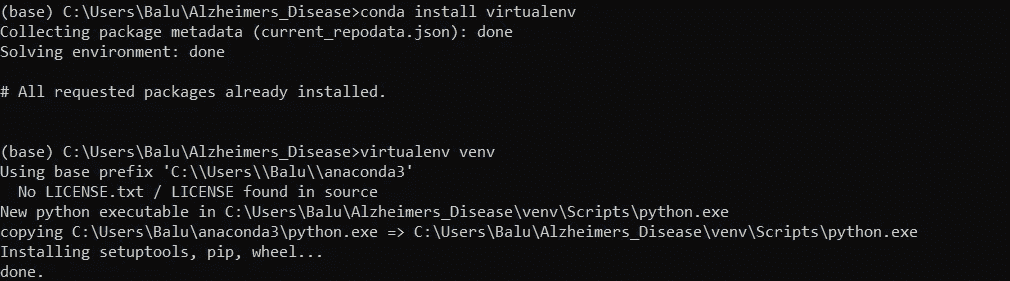 (base) C:\Users\Balu\Alzheimers_Disease>conda install virtualenv
Collecting package metadata (current_repodata.json): done
Solving environment: done
# All requested packages already installed.
(base) C:\Users\Balu\Alzheimers_Disease>virtualenv venv
Using base prefix 'C:\\Users\\Balu\\anaconda3'
  No LICENSE.txt / LICENSE found in source
New python executable in C:\Users\Balu\Alzheimers_Disease\venv\Scripts\python.exe
copying C:\Users\Balu\anaconda3\python.exe => C:\Users\Balu\Alzheimers_Disease\venv\Scripts\python.exe
Installing setuptools, pip, wheel...
done.